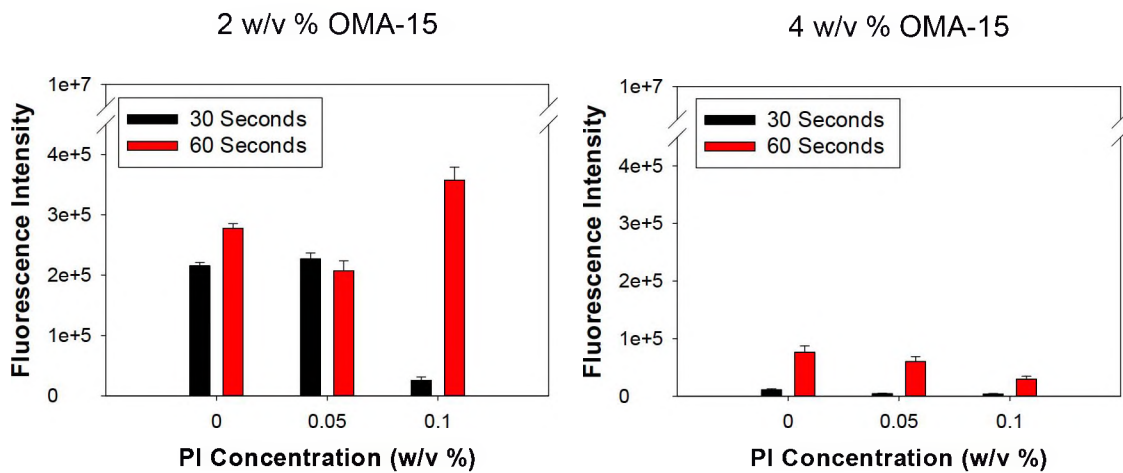 2 w/v % OMA-15
1e+7
30 Seconds
60 Seconds
4e+5
3e+5
2e+5
1e+5
0
Fluorescence Intensity
0
0.05
0.1
PI Concentration (w/v %)
4 w/v % OMA-15
1e+7
30 Seconds
60 Seconds
4e+5
3e+5
2e+5
1e+5
0
Fluorescence Intensity
0
0.05
0.1
PI Concentration (w/v %)